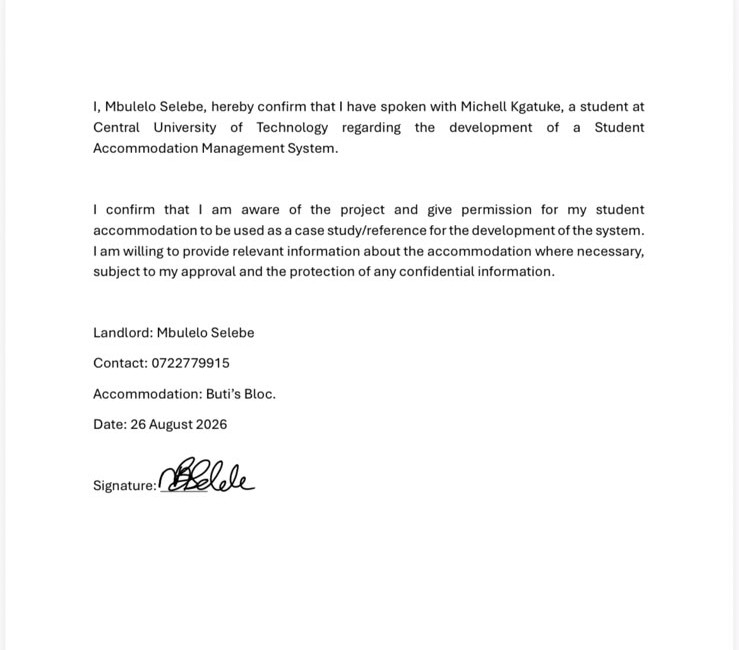 I, Mbulelo Selebe, hereby confirm that I have spoken with Michell Kgatuke, a student at
Central University of Technology regarding the development of a Student
Accommodation Management System.
I confirm that I am aware of the project and give permission for my student
accommodation to be used as a case study/reference for the development of the system.
I am willing to provide relevant information about the accommodation where necessary,
subject to my approval and the protection of any confidential information.
Landlord: Mbulelo Selebe
Contact: 0722779915
Accommodation: Buti’s Bloc.
Date: 26 August 2026
Signature: